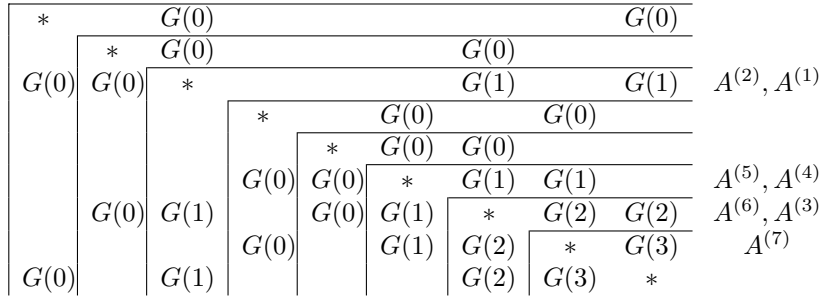 * G(0) G(0)
* G(0) G(0)
G(0) G(0) * G(1) G(1) A^{(2)}, A^{(1)}
* G(0) G(0)
* G(0) G(0)
G(0) G(0) * G(1) G(1) A^{(5)}, A^{(4)}
G(0) G(1) G(0) G(1) * G(2) G(2) A^{(6)}, A^{(3)}
G(0) G(1) G(2) * G(3) A^{(7)}
G(0) G(1) G(2) G(3) *